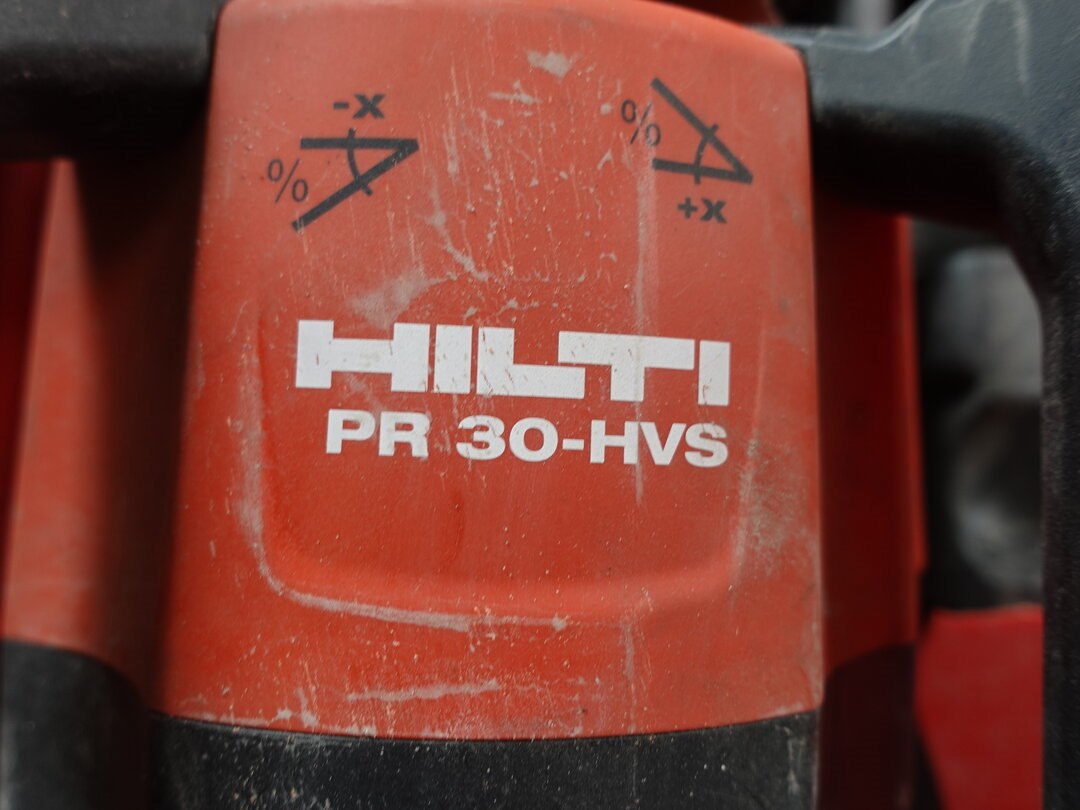 -x
%
%
+x
HILTI
PR 30-HVS